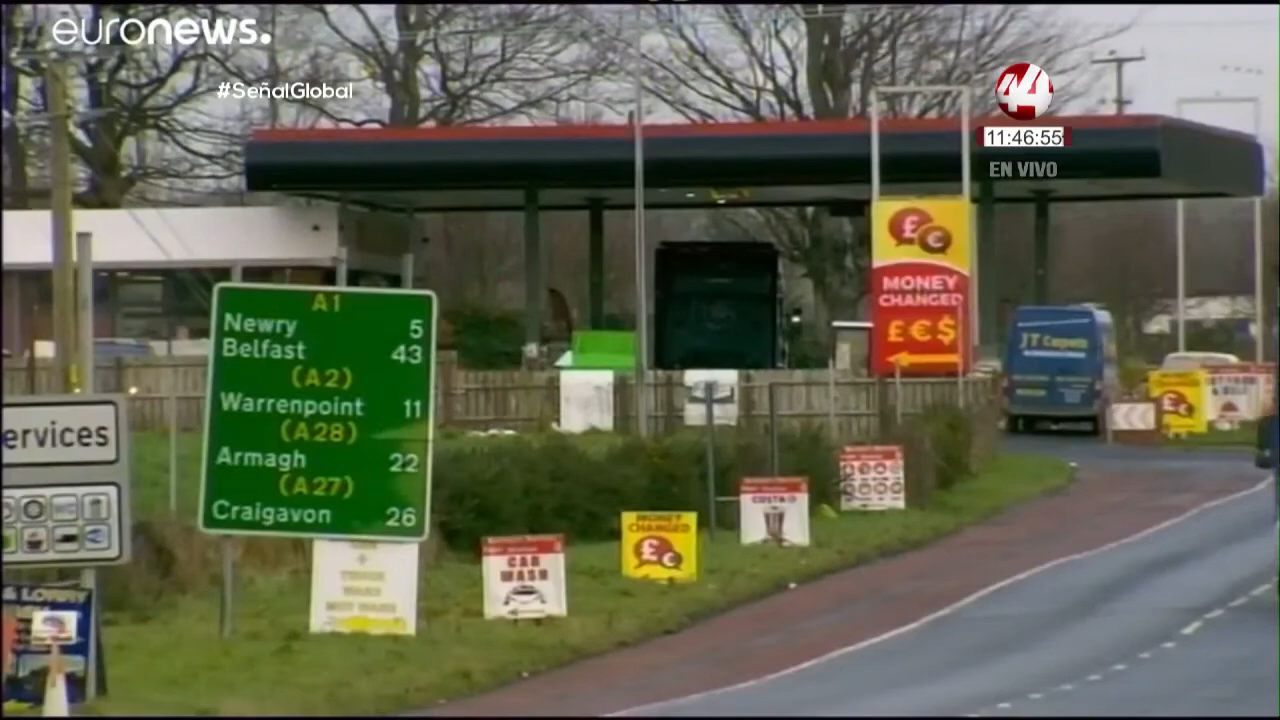 euronews.
#SeñalGlobal
44
11:46:55
EN VIVO
£ €
MONEY
CHANGED
£€$
A1
Newry 5
Belfast 43
(A2)
Warrenpoint 11
(A28)
Armagh 22
(A27)
Craigavon 26
ervices
JT Carpets
£ €
MONEY
CHANGED
£ €
COSTA
CAR
WASH
& LORRY